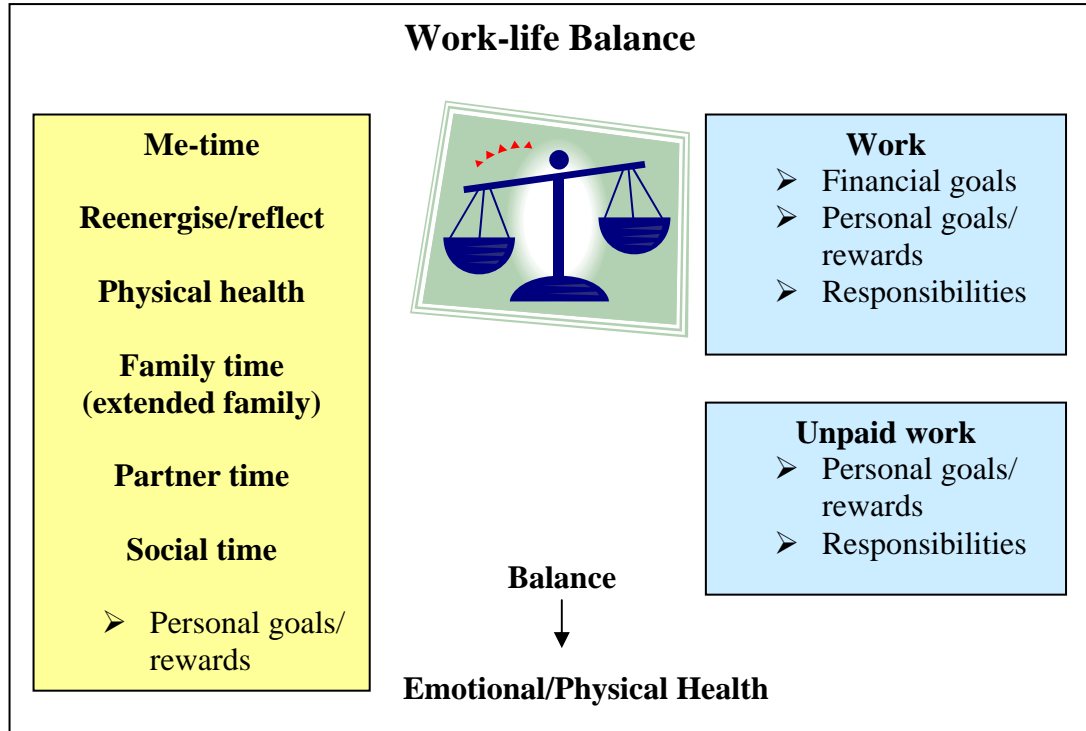 Work-life Balance
Me-time
Reenergise/reflect
Physical health
Family time
(extended family)
Partner time
Social time
➢ Personal goals/
rewards
Work
➢ Financial goals
➢ Personal goals/
rewards
➢ Responsibilities
Unpaid work
➢ Personal goals/
rewards
➢ Responsibilities
Balance
Emotional/Physical Health